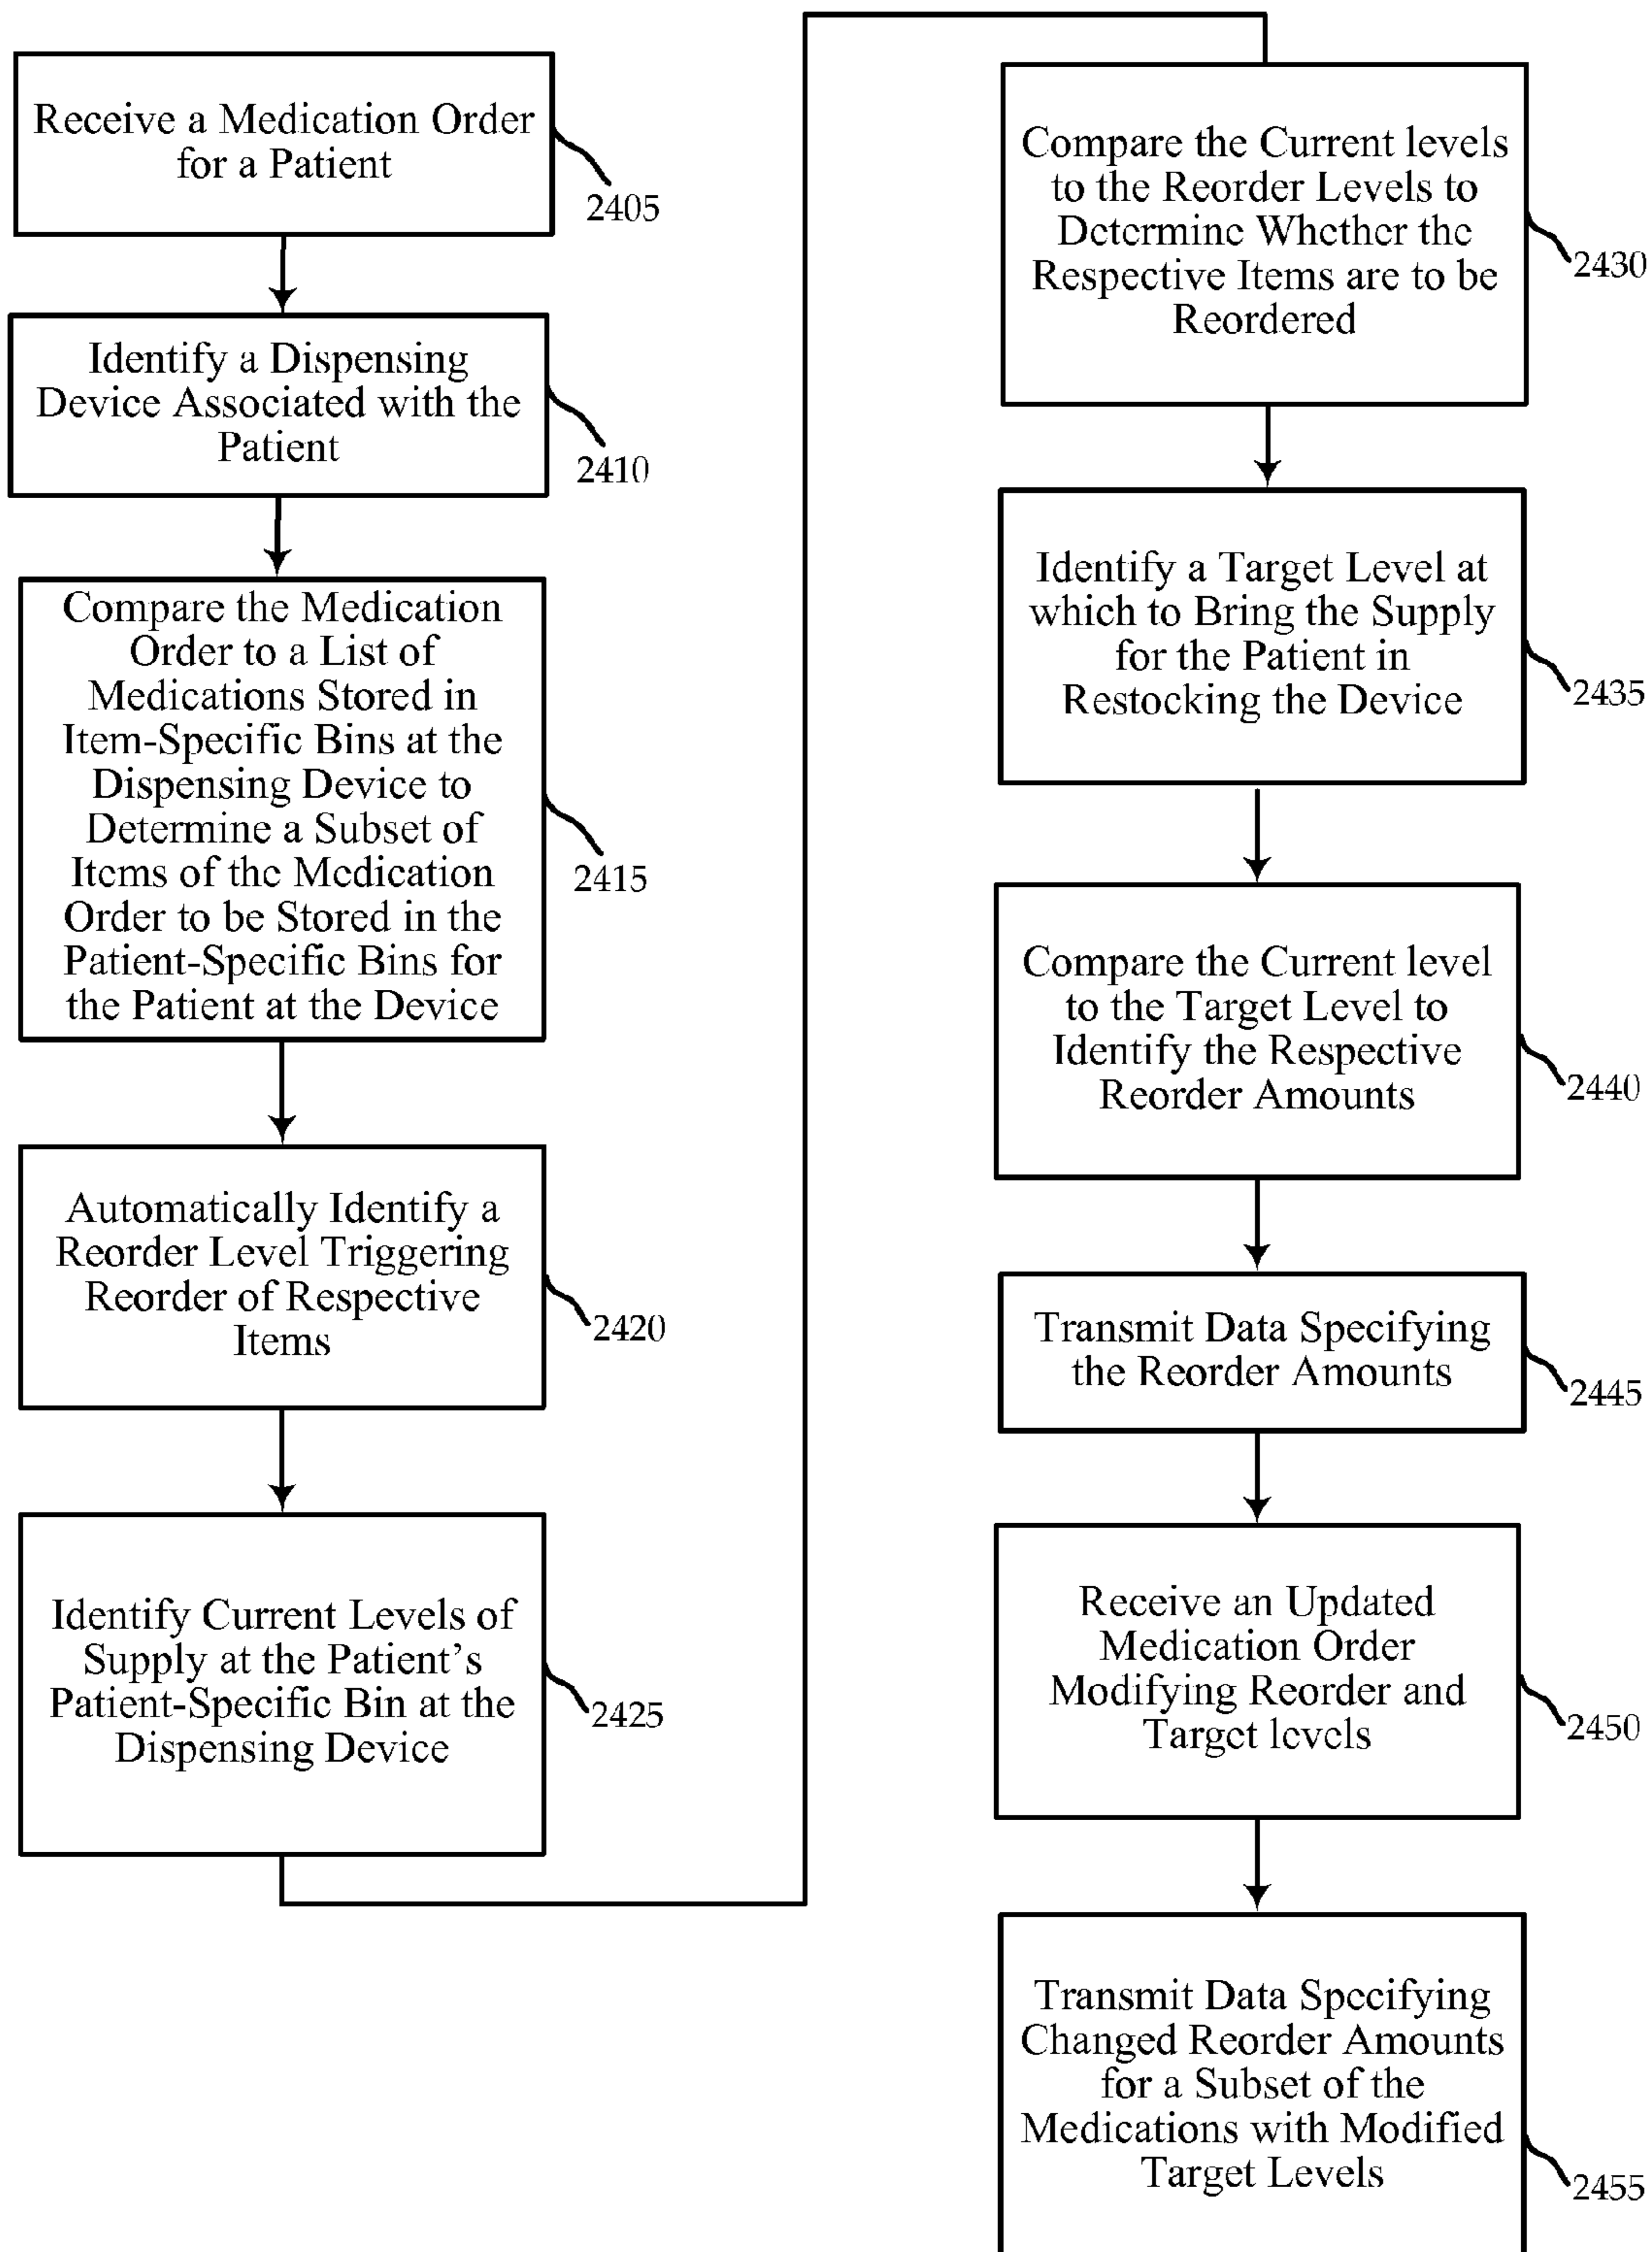 Receive a Medication Order
for a Patient
2405
Identify a Dispensing
Device Associated with the
Patient
2410
Compare the Medication
Order to a List of
Medications Stored in
Item-Specific Bins at the
Dispensing Device to
Determine a Subset of
Items of the Medication
Order to be Stored in the
Patient-Specific Bins for
the Patient at the Device
2415
Automatically Identify a
Reorder Level Triggering
Reorder of Respective
Items
2420
Identify Current Levels of
Supply at the Patient’s
Patient-Specific Bin at the
Dispensing Device
2425
Compare the Current levels
to the Reorder Levels to
Determine Whether the
Respective Items are to be
Reordered
2430
Identify a Target Level at
which to Bring the Supply
for the Patient in
Restocking the Device
2435
Compare the Current level
to the Target Level to
Identify the Respective
Reorder Amounts
2440
Transmit Data Specifying
the Reorder Amounts
2445
Receive an Updated
Medication Order
Modifying Reorder and
Target levels
2450
Transmit Data Specifying
Changed Reorder Amounts
for a Subset of the
Medications with Modified
Target Levels
2455